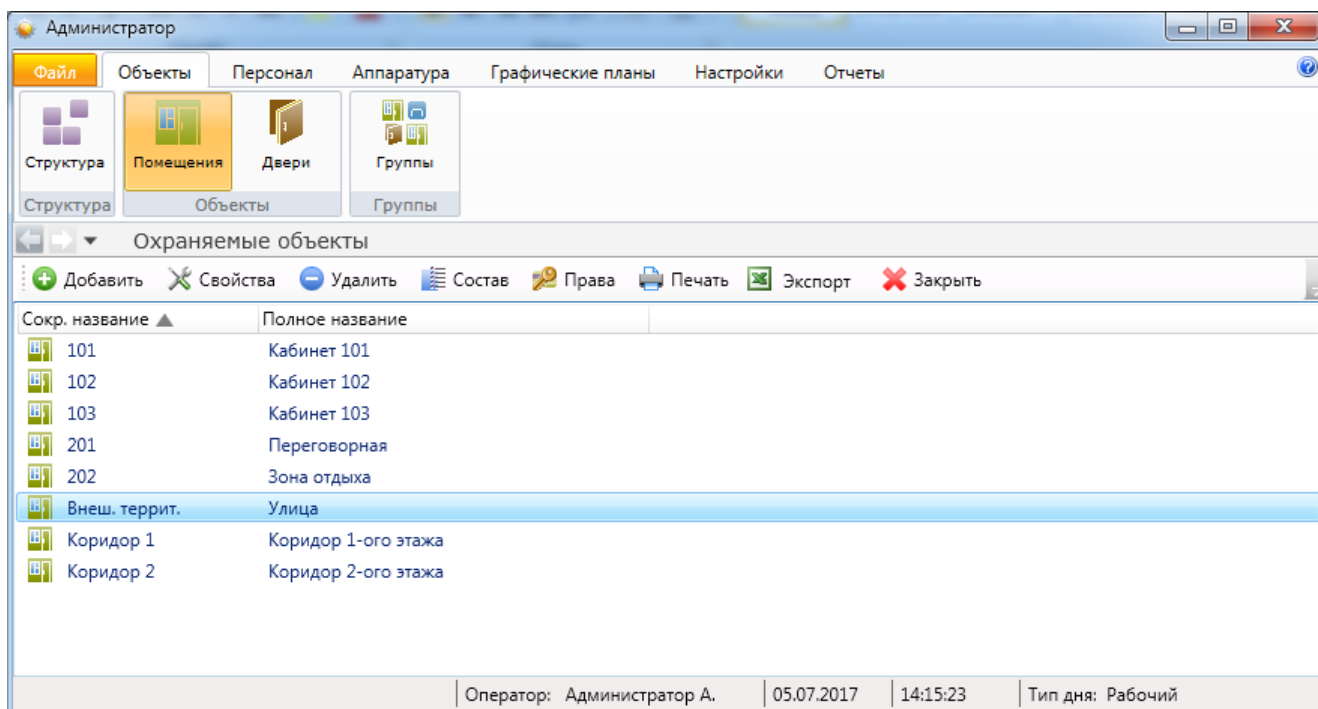 Администратор
Файл Объекты Персонал Аппаратура Графические планы Настройки Отчеты
Структура Помещения Двери Группы
Структура Объекты Группы
Охраняемые объекты
Добавить Свойства Удалить Состав Права Печать Экспорт Закрыть
Сокр. название Полное название
101 Кабинет 101
102 Кабинет 102
103 Кабинет 103
201 Переговорная
202 Зона отдыха
Внеш. террит. Улица
Коридор 1 Коридор 1-ого этажа
Коридор 2 Коридор 2-ого этажа
Оператор: Администратор А. 05.07.2017 14:15:23 Тип дня: Рабочий